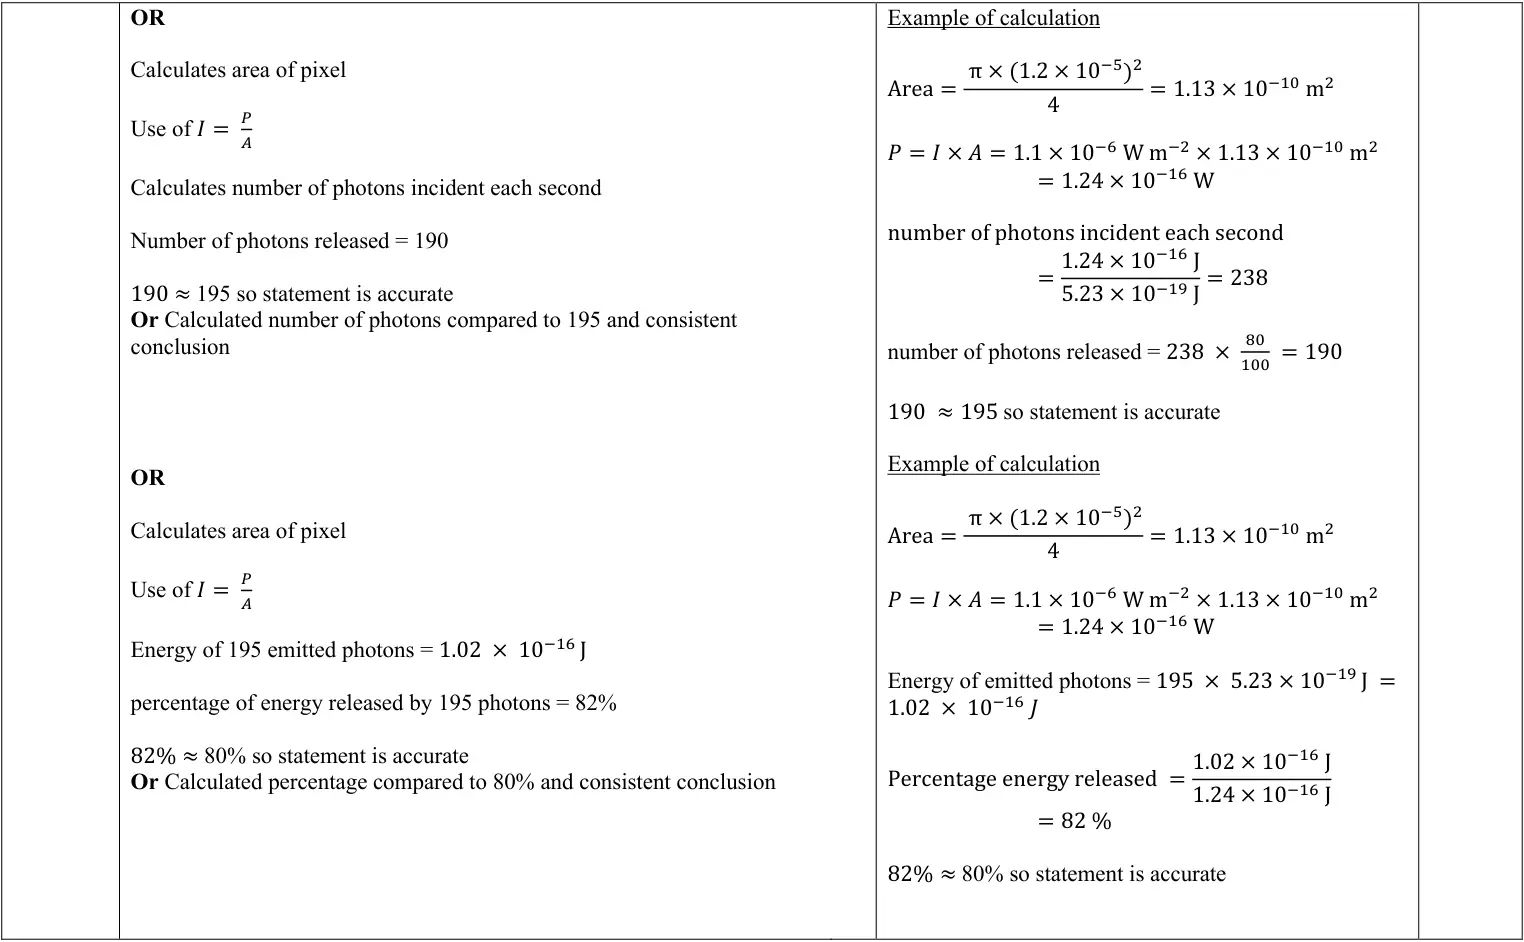 OR
Calculates area of pixel
Use of I = P/A
Calculates number of photons incident each second
Number of photons released = 190
190 ≈ 195 so statement is accurate
Or Calculated number of photons compared to 195 and consistent
conclusion
OR
Calculates area of pixel
Use of I = P/A
Energy of 195 emitted photons = 1.02 × 10⁻¹⁶ J
percentage of energy released by 195 photons = 82%
82% ≈ 80% so statement is accurate
Or Calculated percentage compared to 80% and consistent conclusion
Example of calculation
Area = π × (1.2 × 10⁻⁵)² / 4 = 1.13 × 10⁻¹⁰ m²
P = I × A = 1.1 × 10⁻⁶ W m⁻² × 1.13 × 10⁻¹⁰ m²
= 1.24 × 10⁻¹⁶ W
number of photons incident each second
= 1.24 × 10⁻¹⁶ J / 5.23 × 10⁻¹⁹ J = 238
number of photons released = 238 × 80/100 = 190
190 ≈ 195 so statement is accurate
Example of calculation
Area = π × (1.2 × 10⁻⁵)² / 4 = 1.13 × 10⁻¹⁰ m²
P = I × A = 1.1 × 10⁻⁶ W m⁻² × 1.13 × 10⁻¹⁰ m²
= 1.24 × 10⁻¹⁶ W
Energy of emitted photons = 195 × 5.23 × 10⁻¹⁹ J =
1.02 × 10⁻¹⁶ J
Percentage energy released = 1.02 × 10⁻¹⁶ J / 1.24 × 10⁻¹⁶ J
= 82 %
82% ≈ 80% so statement is accurate